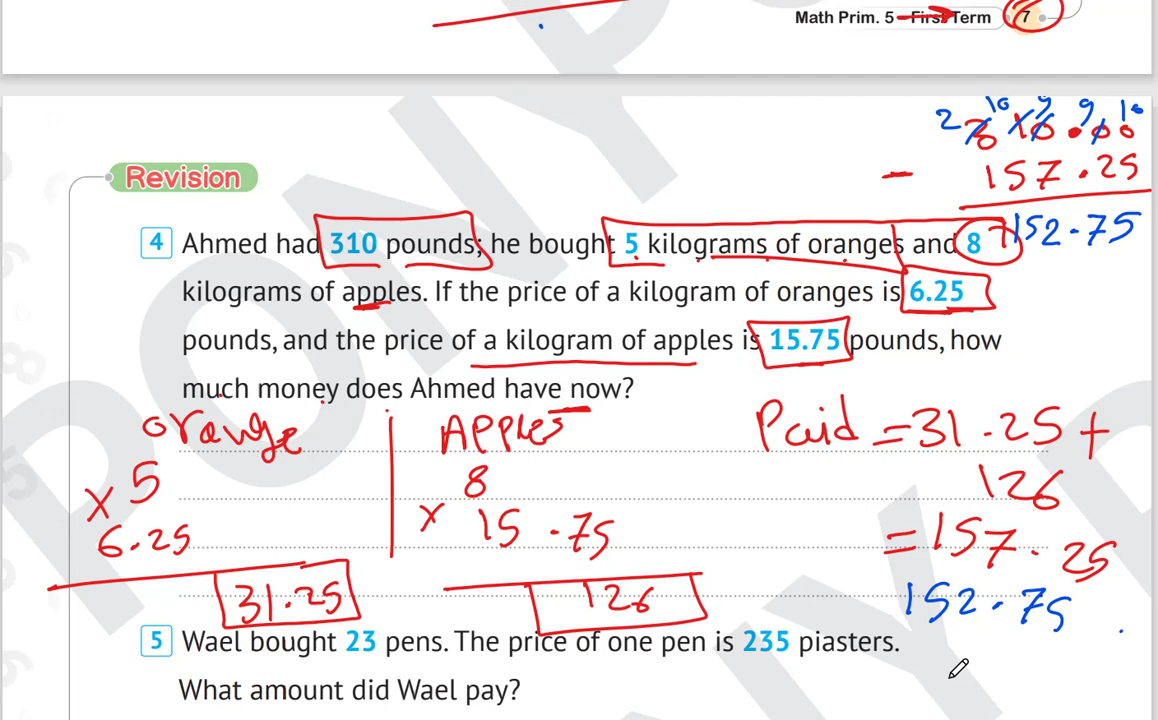 Math Prim. 5 - First Term 7
Revision
310.00
- 157.25
152.75
4 Ahmed had 310 pounds; he bought 5 kilograms of oranges and 8
kilograms of apples. If the price of a kilogram of oranges is 6.25
pounds, and the price of a kilogram of apples is 15.75 pounds, how
much money does Ahmed have now?
orange
× 5
6.25
31.25
Apples
8
× 15.75
126
Paid = 31.25 +
126
= 157.25
152.75
5 Wael bought 23 pens. The price of one pen is 235 piasters.
What amount did Wael pay?